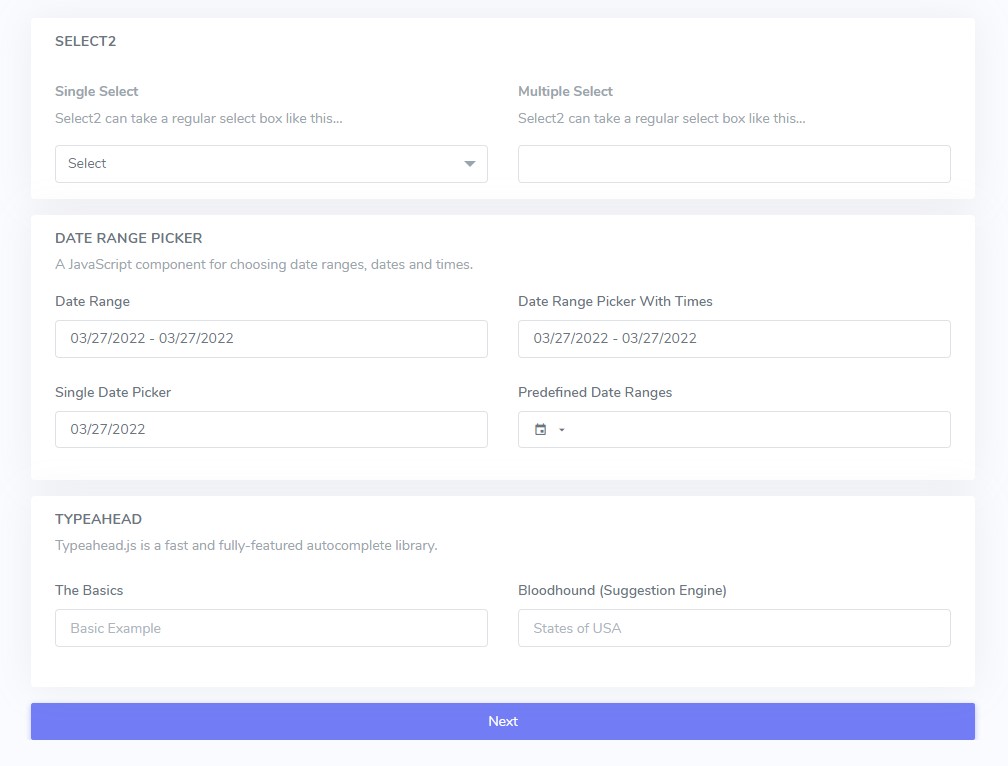 SELECT2
Single Select
Select2 can take a regular select box like this...
Select
Multiple Select
Select2 can take a regular select box like this...
DATE RANGE PICKER
A JavaScript component for choosing date ranges, dates and times.
Date Range
03/27/2022 - 03/27/2022
Date Range Picker With Times
03/27/2022 - 03/27/2022
Single Date Picker
03/27/2022
Predefined Date Ranges
TYPEAHEAD
Typeahead.js is a fast and fully-featured autocomplete library.
The Basics
Basic Example
Bloodhound (Suggestion Engine)
States of USA
Next